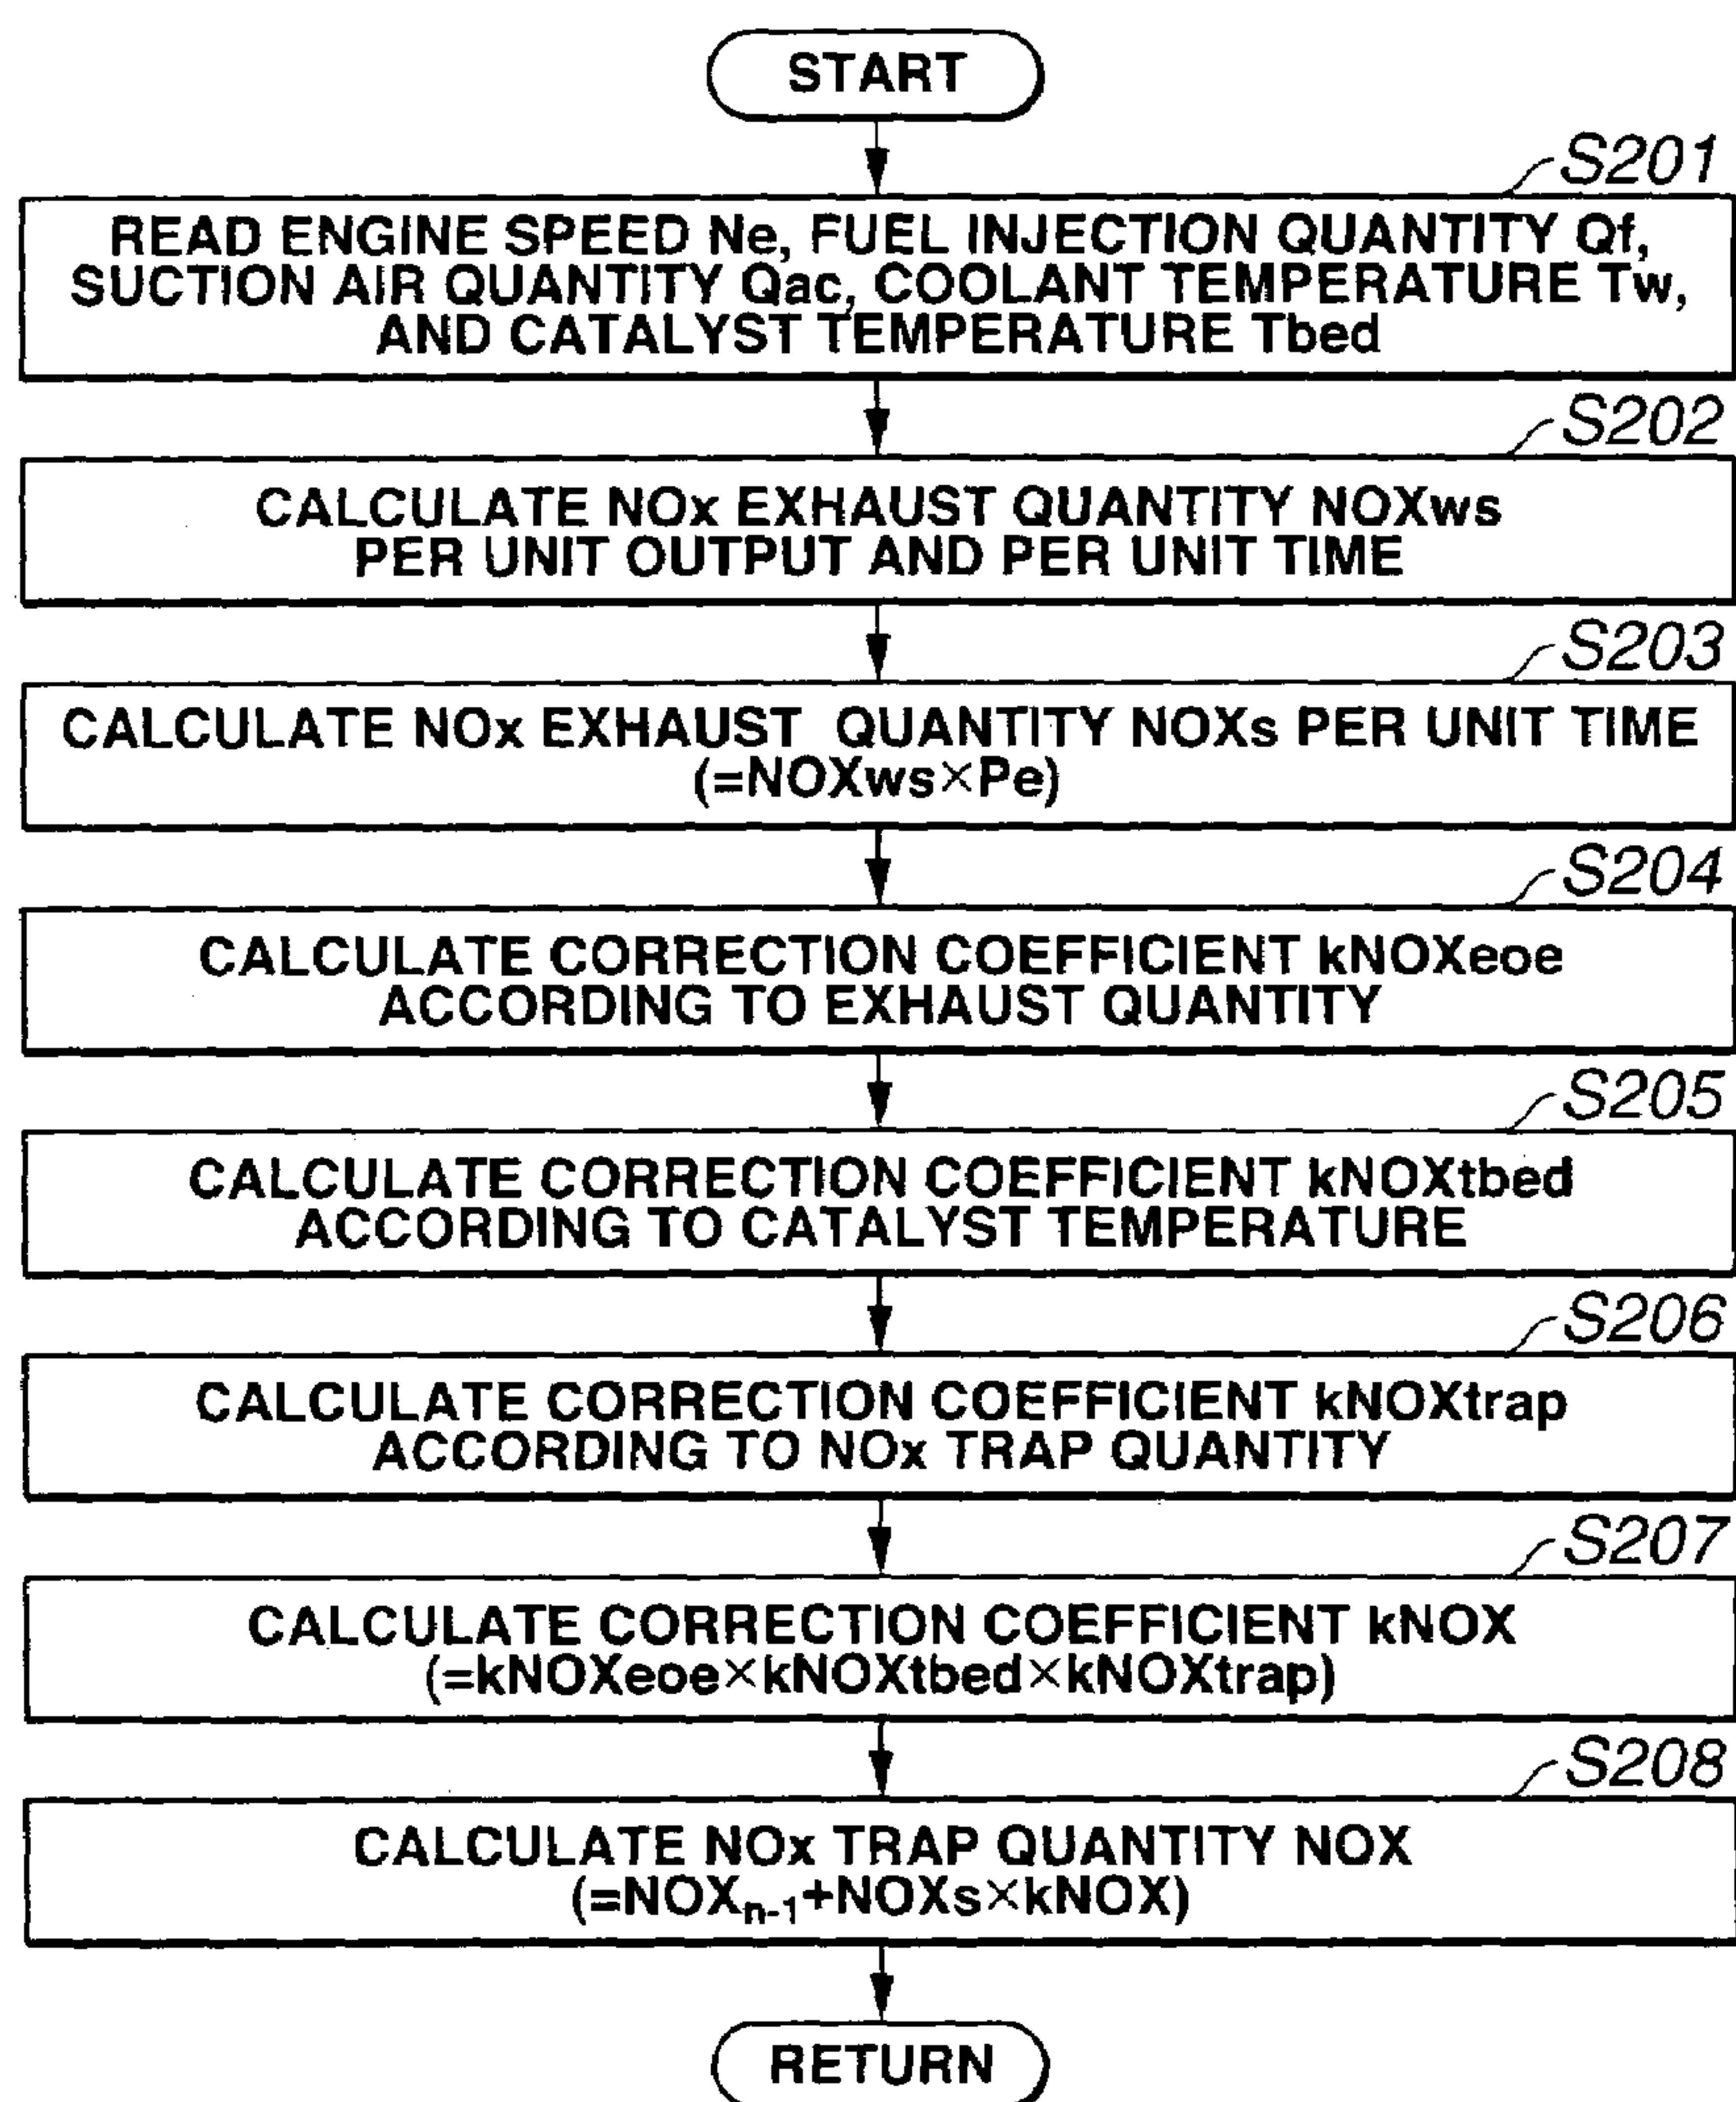 START
S201
READ ENGINE SPEED Ne, FUEL INJECTION QUANTITY Qf,
SUCTION AIR QUANTITY Qac, COOLANT TEMPERATURE Tw,
AND CATALYST TEMPERATURE Tbed
S202
CALCULATE NOx EXHAUST QUANTITY NOXws
PER UNIT OUTPUT AND PER UNIT TIME
S203
CALCULATE NOx EXHAUST QUANTITY NOXs PER UNIT TIME
(=NOXws×Pe)
S204
CALCULATE CORRECTION COEFFICIENT kNOXeoe
ACCORDING TO EXHAUST QUANTITY
S205
CALCULATE CORRECTION COEFFICIENT kNOXtbed
ACCORDING TO CATALYST TEMPERATURE
S206
CALCULATE CORRECTION COEFFICIENT kNOXtrap
ACCORDING TO NOx TRAP QUANTITY
S207
CALCULATE CORRECTION COEFFICIENT kNOX
(=kNOXeoe×kNOXtbed×kNOXtrap)
S208
CALCULATE NOx TRAP QUANTITY NOX
(=NOXₙ₋₁+NOXs×kNOX)
RETURN